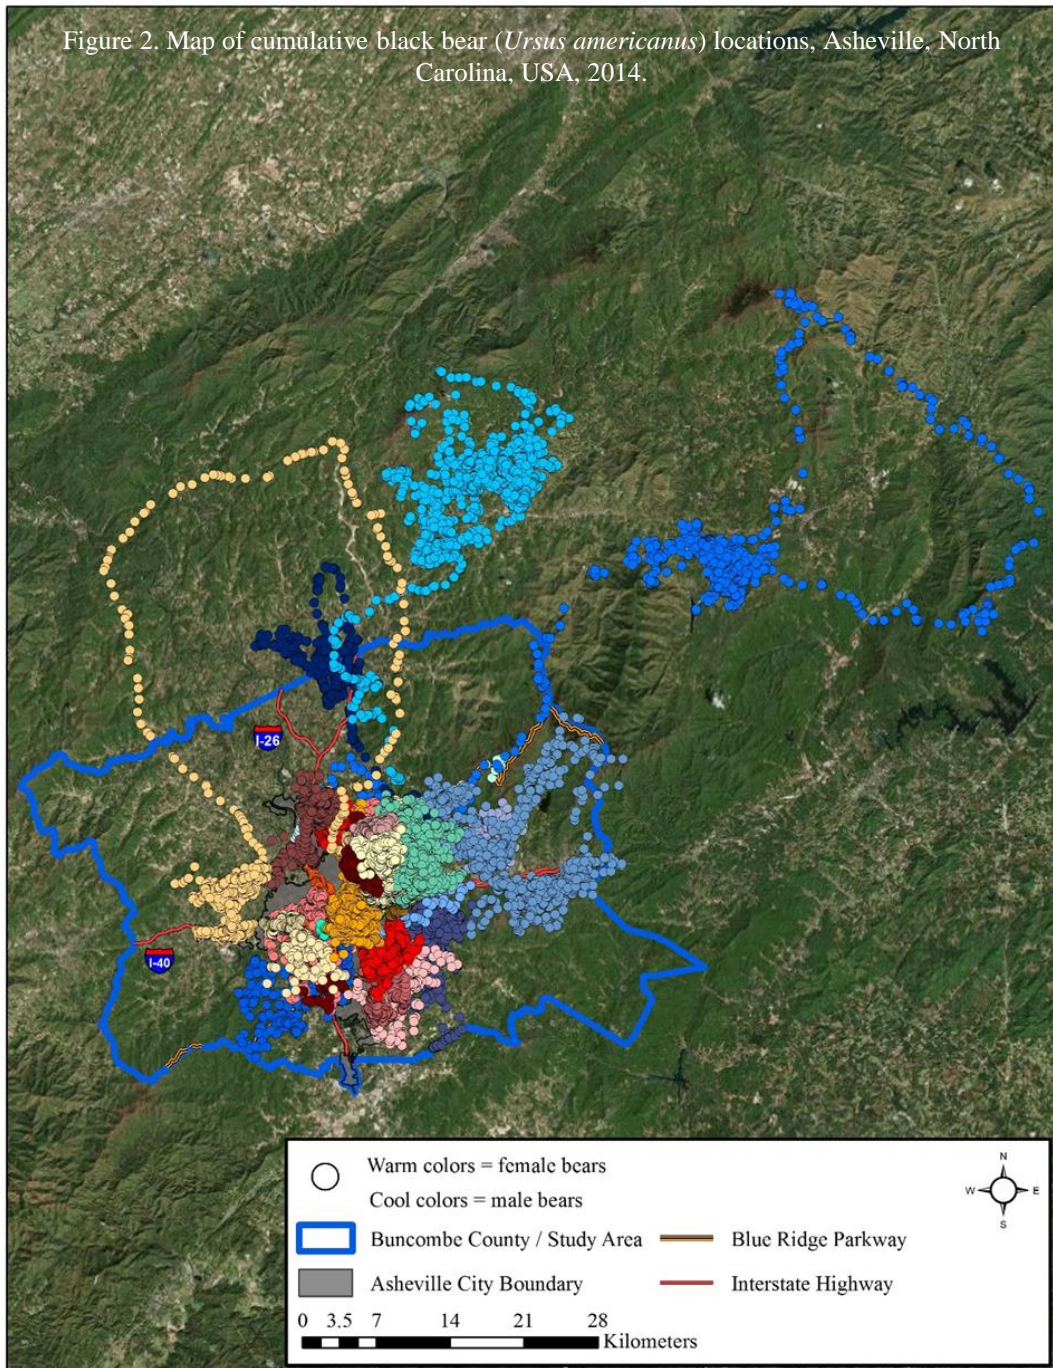 Figure 2. Map of cumulative black bear (Ursus americanus) locations, Asheville, North
Carolina, USA, 2014.
I-26
I-40
Warm colors = female bears
Cool colors = male bears
N
W E
S
Buncombe County / Study Area
Blue Ridge Parkway
Asheville City Boundary
Interstate Highway
0 3.5 7 14 21 28
Kilometers